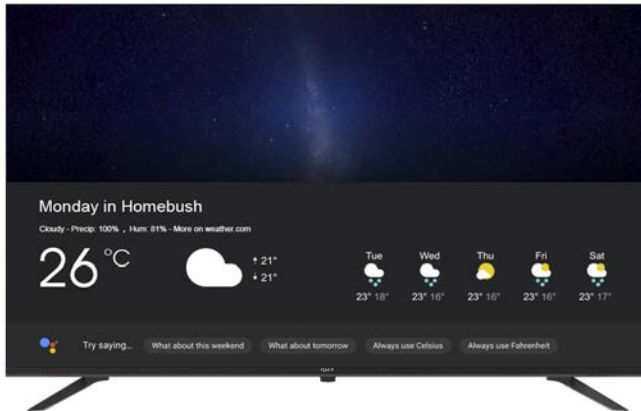 Monday in Homebush
Cloudy - Precip: 100% , Hum: 81% - More on weather.com
26 °C
↑ 21°
↓ 21°
Tue Wed Thu Fri Sat
23° 18° 23° 16° 23° 16° 23° 16° 23° 17°
Try saying... What about this weekend What about tomorrow Always use Celsius Always use Fahrenheit